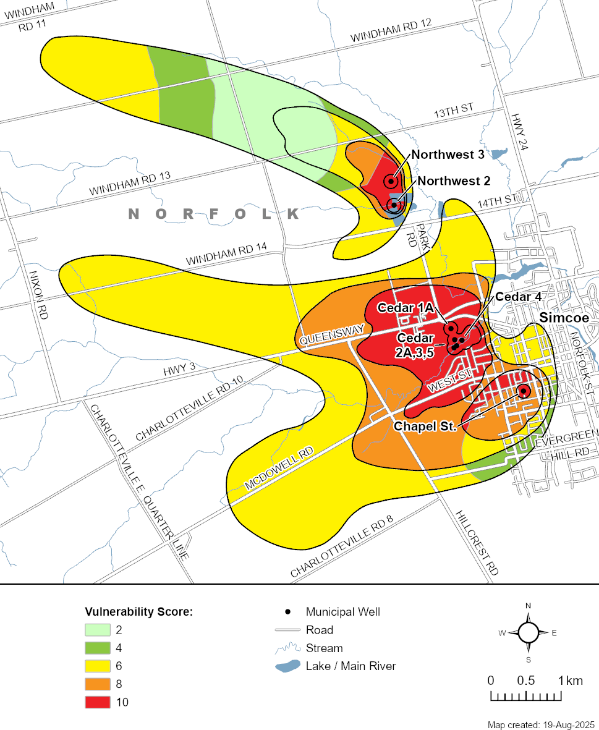 WINDHAM
RD 11
WINDHAM RD 12
HWY 24
13TH ST
Northwest 3
WINDHAM RD 13
Northwest 2
14TH ST
NORFOLK
PARK
RD
WINDHAM RD 14
HIXON RD
Cedar 4
Cedar 1A
Simcoe
QUEENSWAY
Cedar
2A,3,5
NORFOLK ST
HWY 3
WEST ST
CHARLOTTEVILLE RD 10
Chapel St.
EVERGREEN
HILL RD
CHARLOTTEVILLE E. QUARTER LINE
MCDOWELL RD
HILLCREST RD
CHARLOTTEVILLE RD 8
Vulnerability Score:
2
4
6
8
10
Municipal Well
Road
Stream
Lake / Main River
N
W E
S
0 0.5 1 km
Map created: 19-Aug-2025